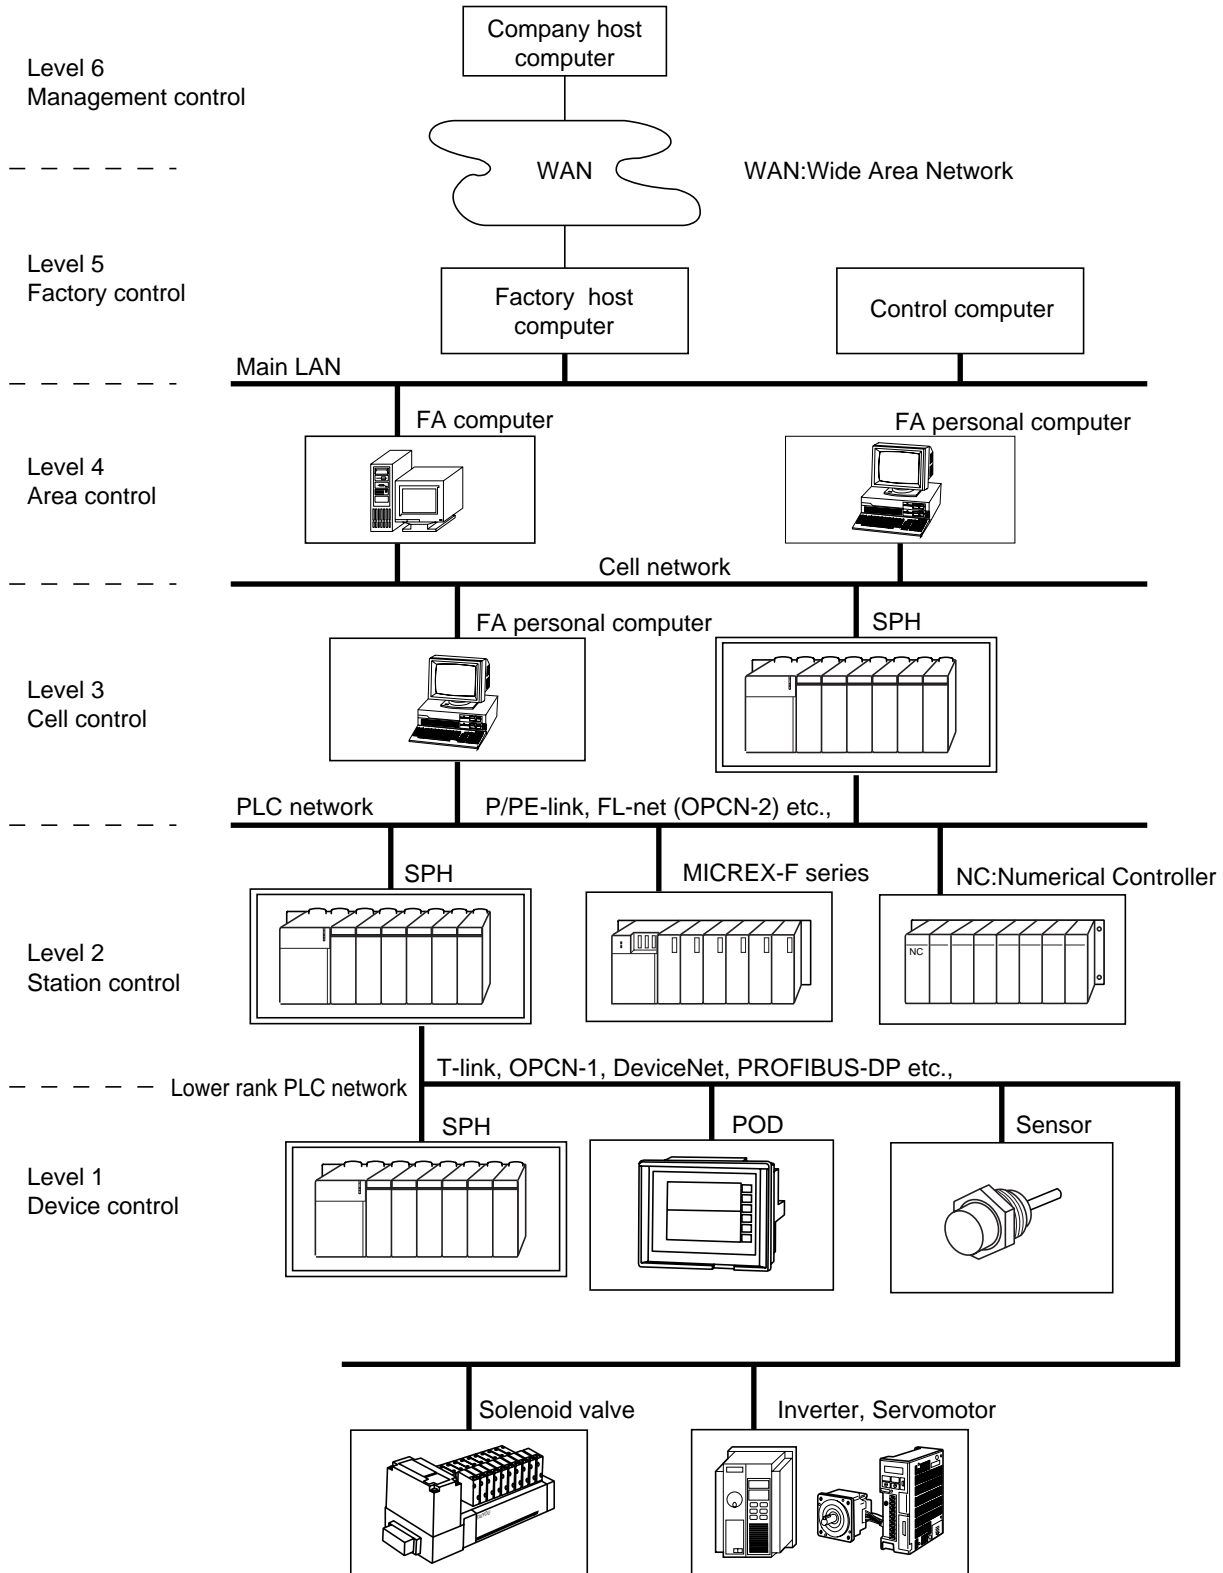 Company host
computer
Level 6
Management control
WAN
WAN:Wide Area Network
Level 5
Factory control
Factory host
computer
Control computer
Main LAN
FA computer
FA personal computer
Level 4
Area control
Cell network
FA personal computer
SPH
Level 3
Cell control
PLC network
P/PE-link, FL-net (OPCN-2) etc.,
SPH
MICREX-F series
NC:Numerical Controller
NC
Level 2
Station control
T-link, OPCN-1, DeviceNet, PROFIBUS-DP etc.,
Lower rank PLC network
SPH
POD
Sensor
Level 1
Device control
Solenoid valve
Inverter, Servomotor